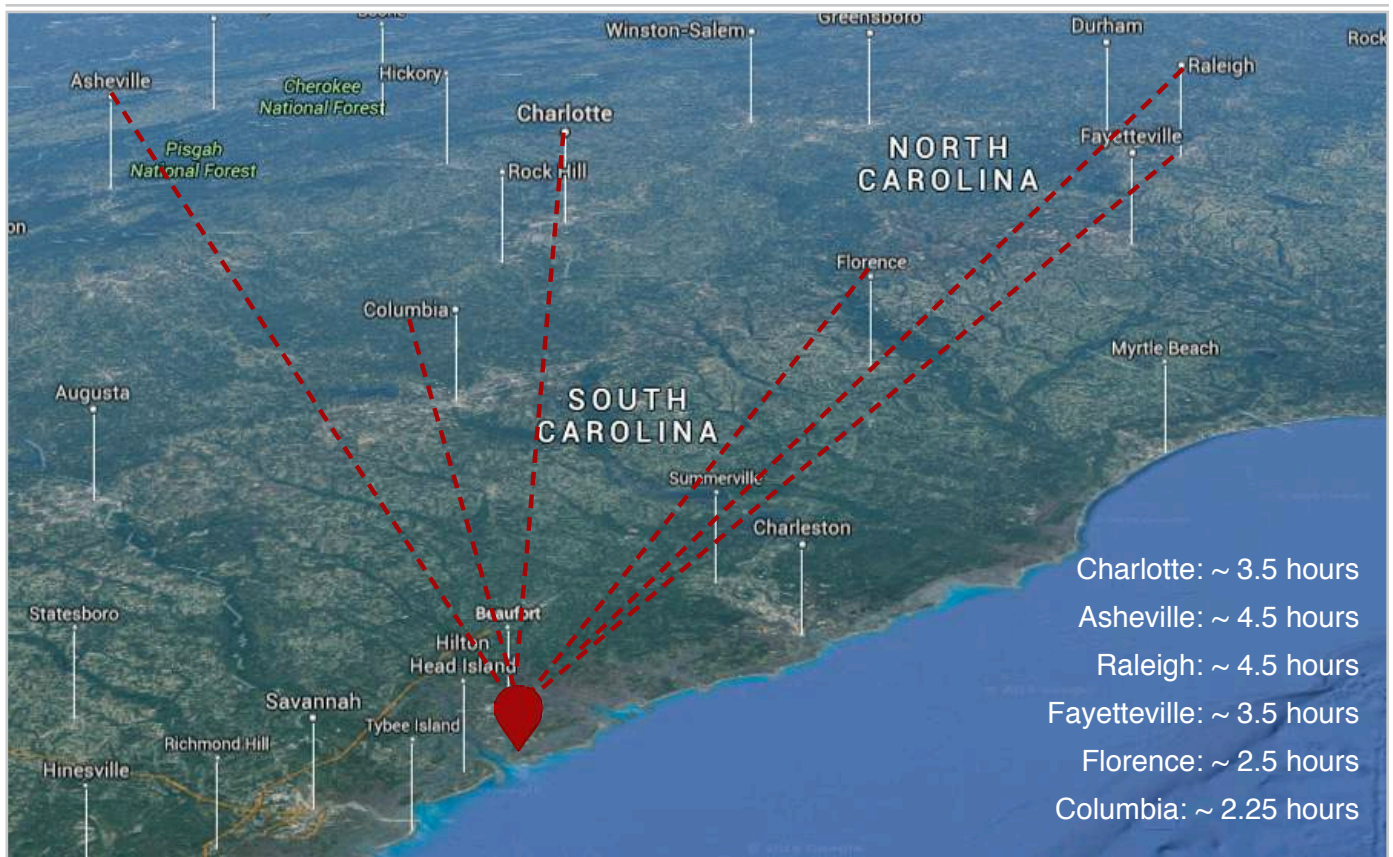 Boone
Winston-Salem
Greensboro
Durham
Rock
Raleigh
Asheville
Cherokee
National Forest
Hickory
Charlotte
Fayetteville
Pisgah
National Forest
Rock Hill
NORTH
CAROLINA
on
Florence
Columbia
Myrtle Beach
Augusta
SOUTH
CAROLINA
Summerville
Charleston
Charlotte: ~ 3.5 hours
Asheville: ~ 4.5 hours
Raleigh: ~ 4.5 hours
Fayetteville: ~ 3.5 hours
Florence: ~ 2.5 hours
Columbia: ~ 2.25 hours
Statesboro
Beaufort
Hilton
Head Island
Savannah
Tybee Island
Richmond Hill
Hinesville